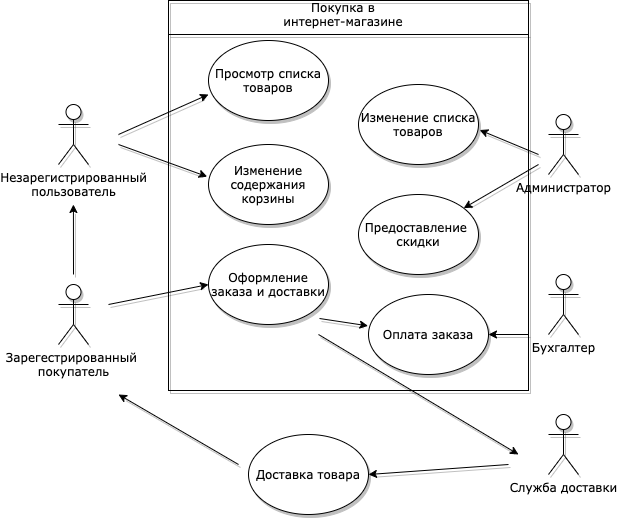 Покупка в
интернет-магазине
Просмотр списка
товаров
Изменение списка
товаров
Незарегистрированный
пользователь
Изменение
содержания
корзины
Администратор
Предоставление
скидки
Оформление
заказа и доставки
Оплата заказа
Бухгалтер
Зарегестрированный
покупатель
Доставка товара
Служба доставки